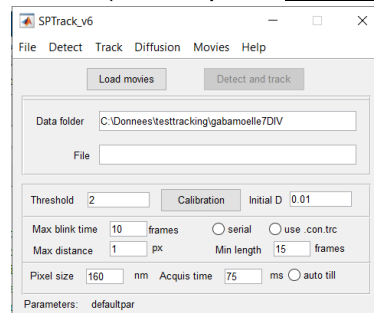 SPTrack_v6
File Detect Track Diffusion Movies Help
Load movies Detect and track
Data folder C:\Donnees\testtracking\gabamoelle7DIV
File
Threshold 2 Calibration Initial D 0.01
Max blink time 10 frames serial use .con.trc
Max distance 1 px Min length 15 frames
Pixel size 160 nm Acquis time 75 ms auto till
Parameters: defaultpar